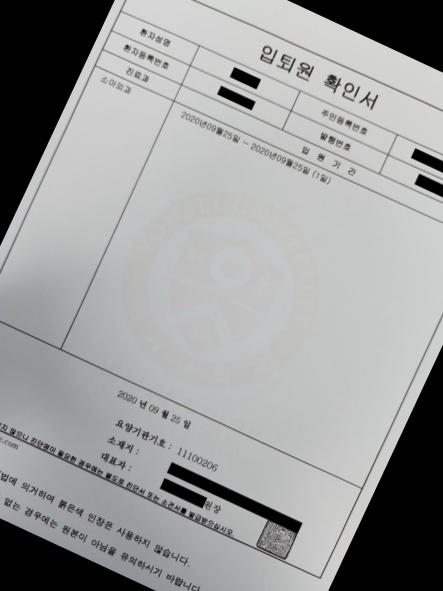 입퇴원 확인서
환자성명
주민등록번호
환자등록번호
발행번호
진료과
입 원 기 간
소아외과
2020년09월25일 - 2020년09월25일 (1일)
2020 년 09 월 25 일
요양기관기호 : 11100206
소재지 :
대표자 :
원장
않으니 진단명이 필요한 경우에는 별도로 진단서 또는 소견서를 발급받으십시오
e.com
법에 의거하여 붉은색 인장은 사용하지 않습니다.
없는 경우에는 원본이 아님을 유의하시기 바랍니다